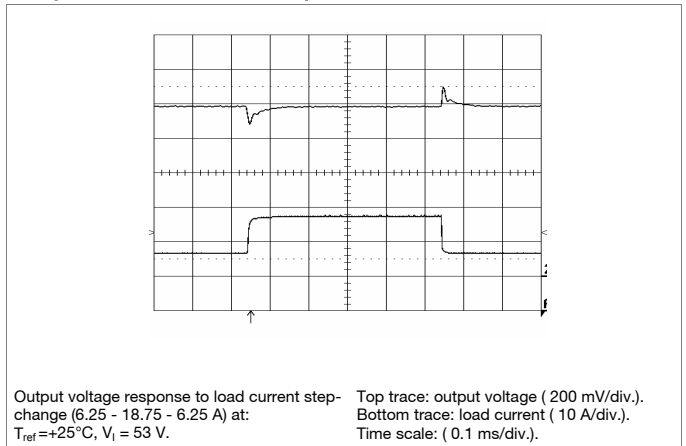 Output voltage response to load current step-
change (6.25 - 18.75 - 6.25 A) at:
Tref =+25°C, VI = 53 V.
Top trace: output voltage ( 200 mV/div.).
Bottom trace: load current ( 10 A/div.).
Time scale: ( 0.1 ms/div.).